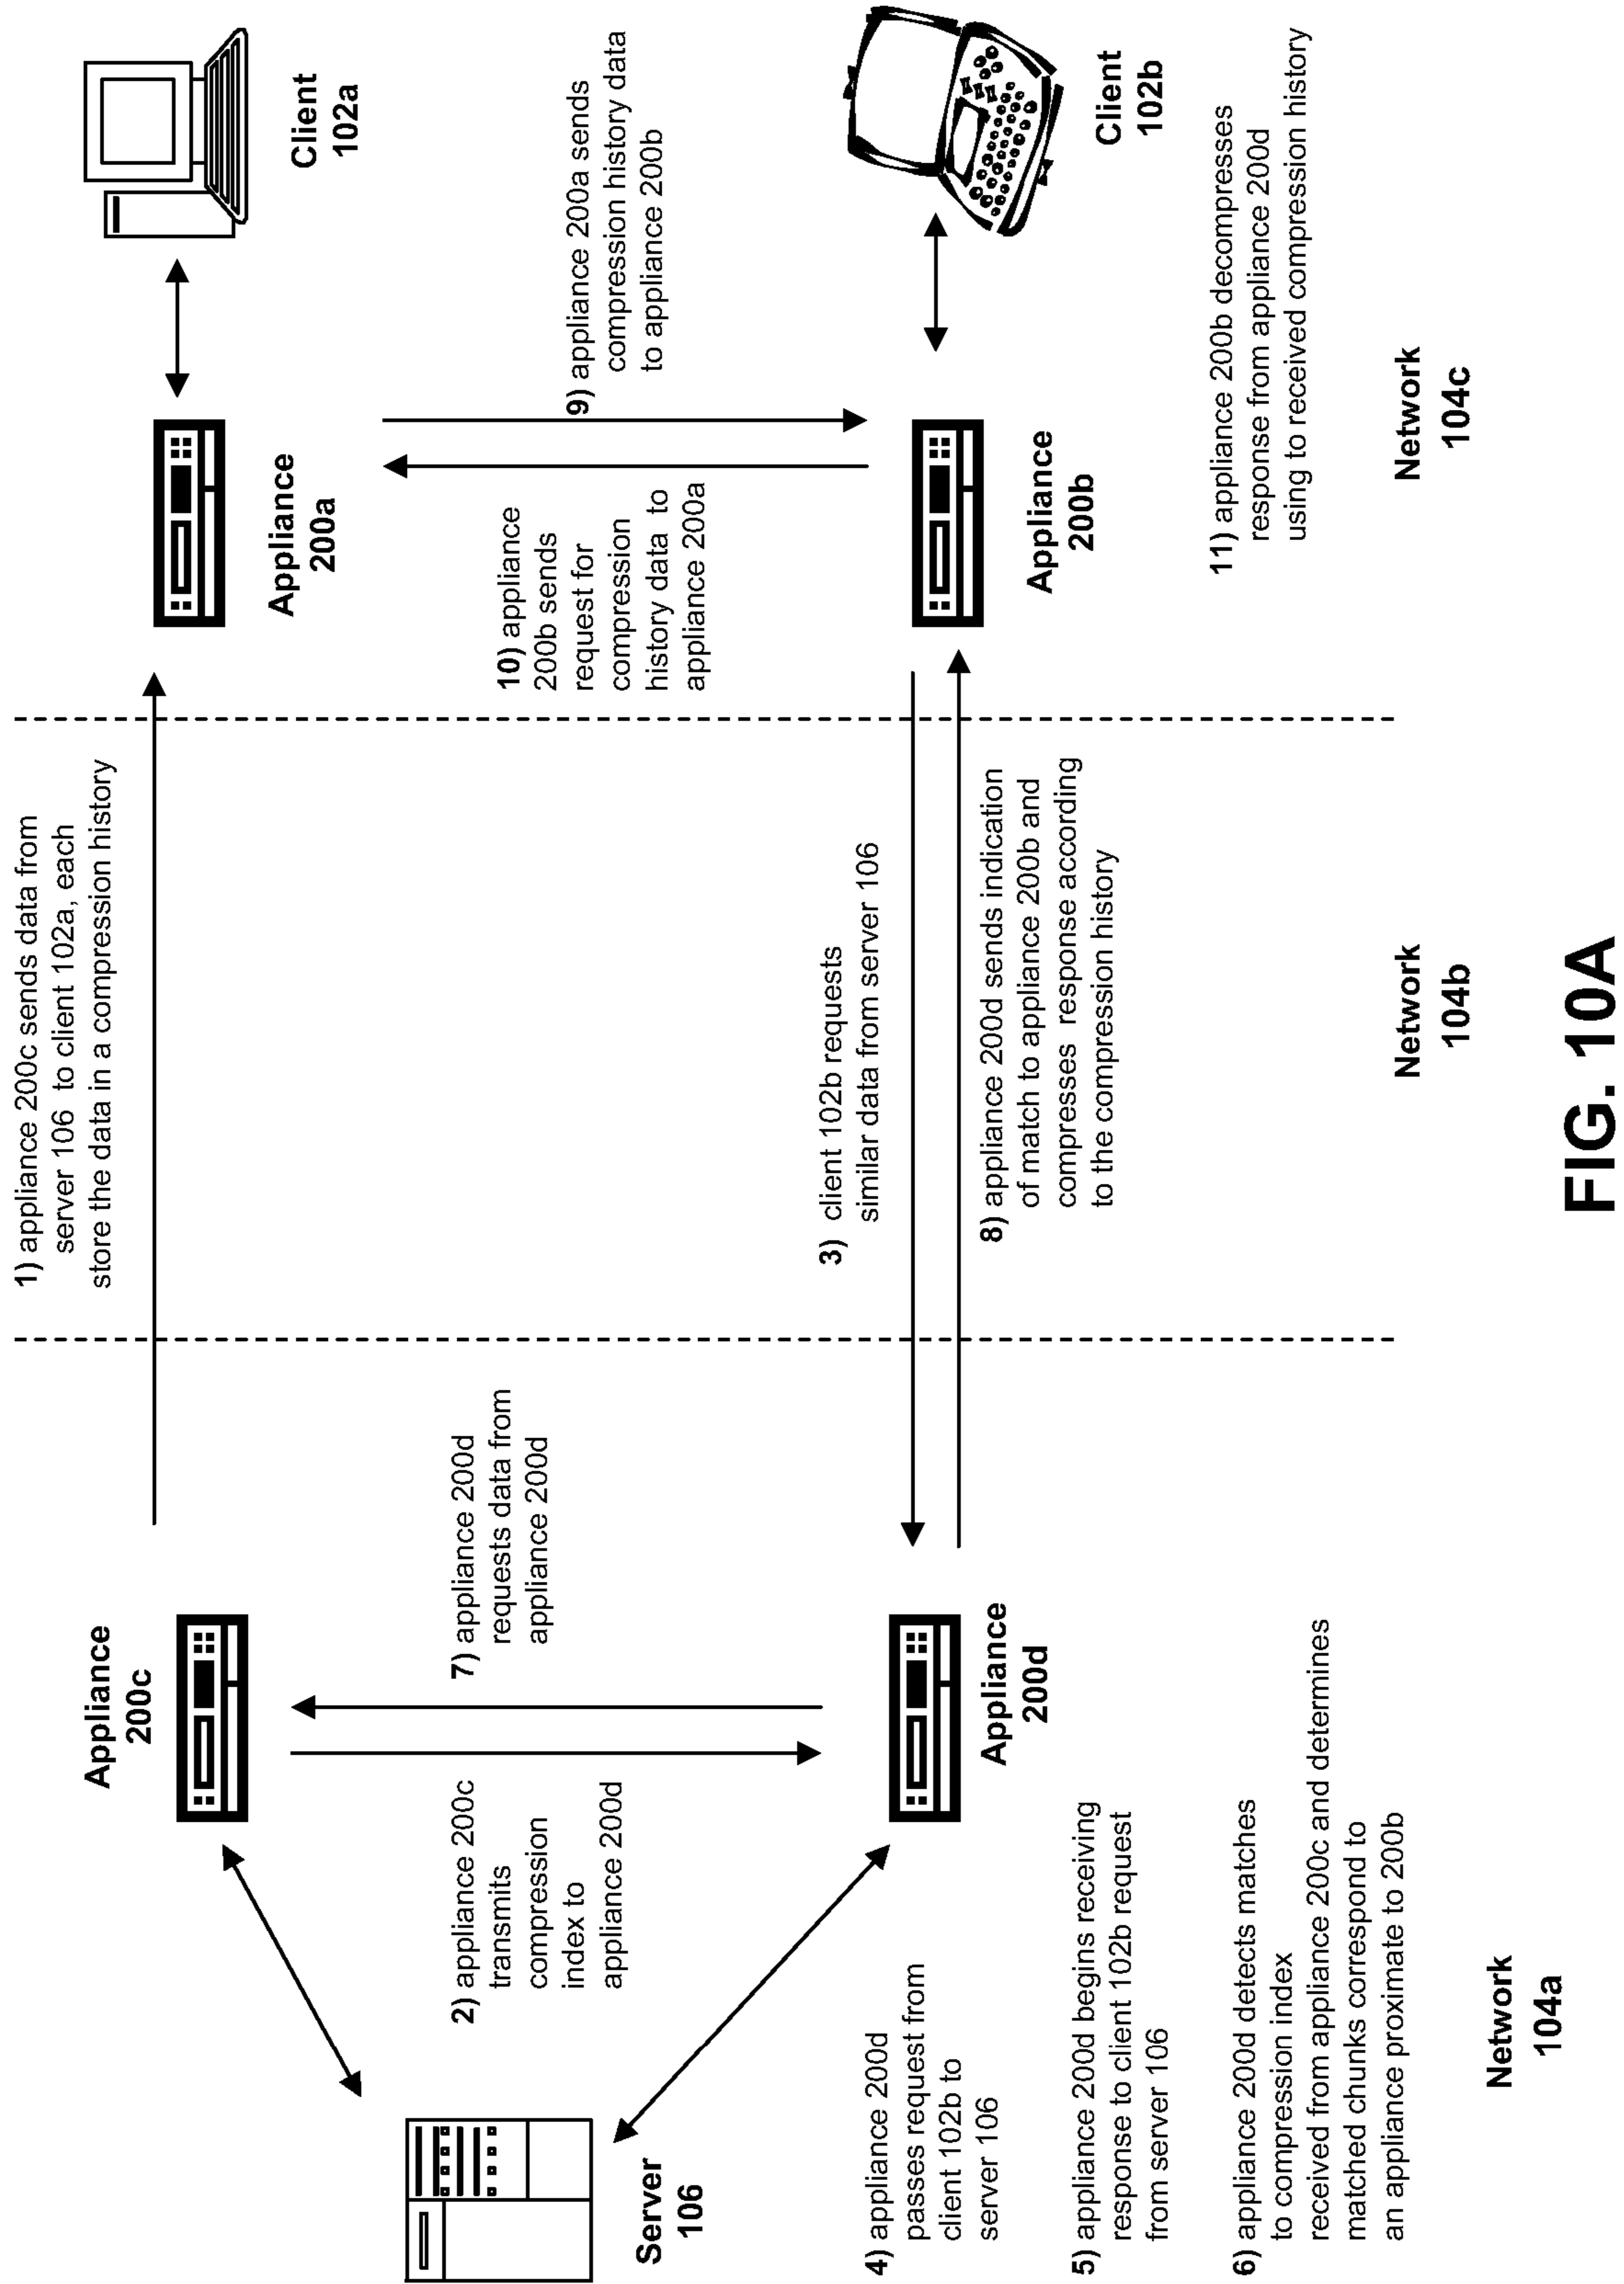 1) appliance 200c sends data from
server 106 to client 102a, each
store the data in a compression history
Appliance
200c
Appliance
200a
Client
102a
2) appliance 200c
transmits
compression
index to
appliance 200d
7) appliance 200d
requests data from
appliance 200d
10) appliance
200b sends
request for
compression
history data to
appliance 200a
9) appliance 200a sends
compression history data
to appliance 200b
Server
106
3) client 102b requests
similar data from server 106
4) appliance 200d
passes request from
client 102b to
server 106
Appliance
200d
8) appliance 200d sends indication
of match to appliance 200b and
compresses response according
to the compression history
Appliance
200b
Client
102b
5) appliance 200d begins receiving
response to client 102b request
from server 106
6) appliance 200d detects matches
to compression index
received from appliance 200c and determines
matched chunks correspond to
an appliance proximate to 200b
11) appliance 200b decompresses
response from appliance 200d
using to received compression history
Network
104a
Network
104b
Network
104c
FIG. 10A